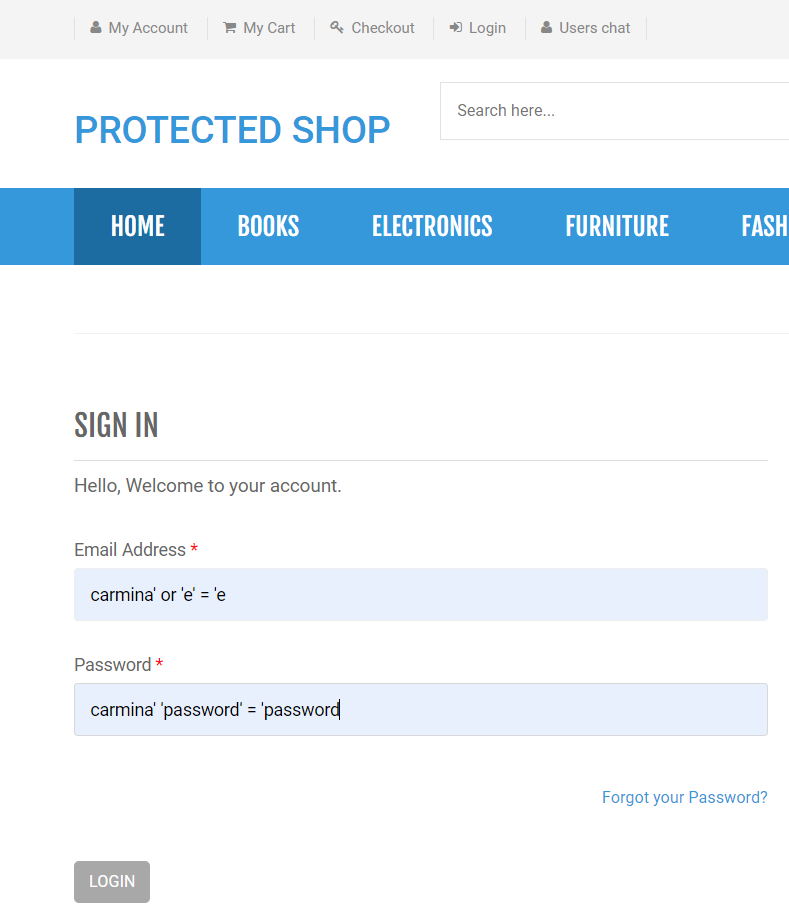 My Account My Cart Checkout Login Users chat
PROTECTED SHOP
Search here...
HOME BOOKS ELECTRONICS FURNITURE FASH
SIGN IN
Hello, Welcome to your account.
Email Address *
carmina' or 'e' = 'e
Password *
carmina' 'password' = 'password
Forgot your Password?
LOGIN